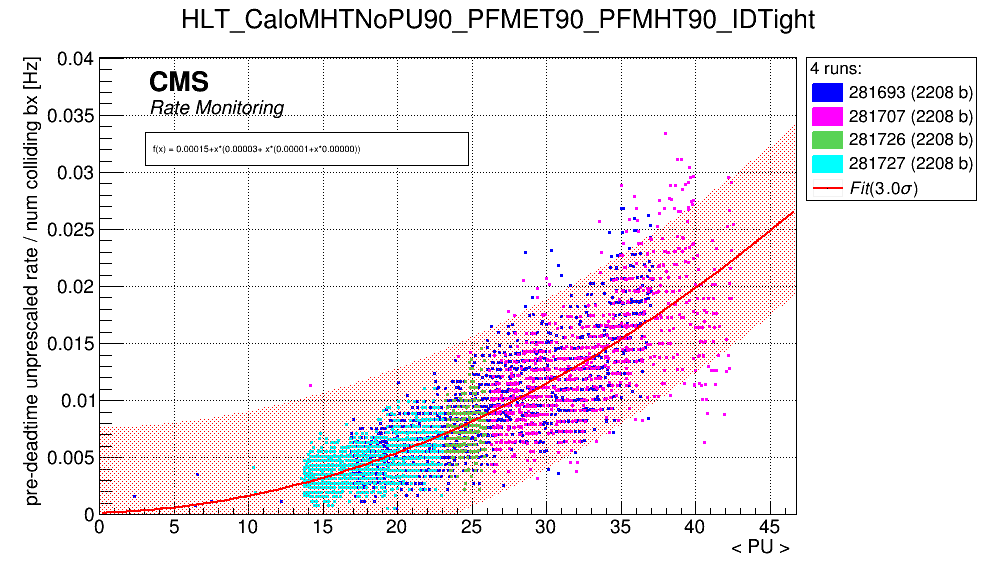 HLT_CaloMHTNoPU90_PFMET90_PFMHT90_IDTight
pre-deadtime unprescaled rate / num colliding bx [Hz]
0.04
0.035
0.03
0.025
0.02
0.015
0.01
0.005
0
CMS
Rate Monitoring
f(x) = 0.00015+x*(0.00003+ x*(0.00001+x*0.00000))
0 5 10 15 20 25 30 35 40 45
< PU >
4 runs:
281693 (2208 b)
281707 (2208 b)
281726 (2208 b)
281727 (2208 b)
Fit(3.0σ)